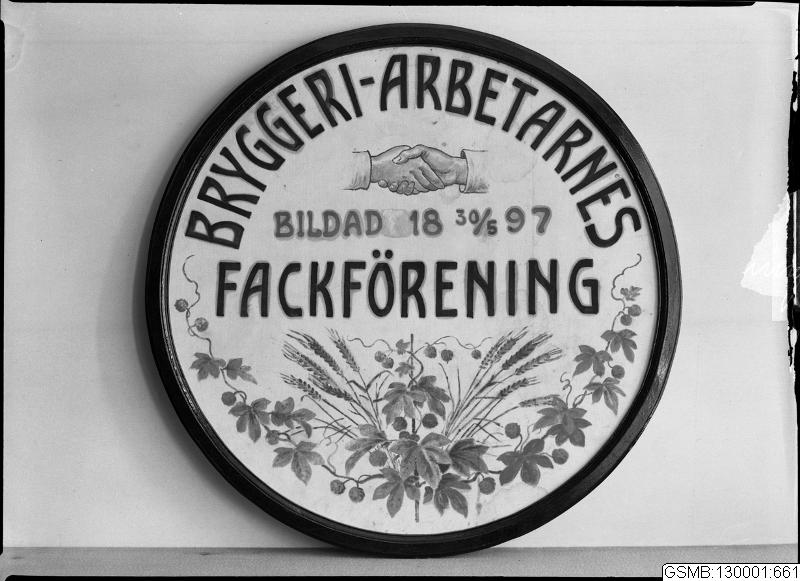 BRYGGERI-ARBETARNES
BILDAD 18 30/5 97
FACKFÖRENING
GSMB:130001:661